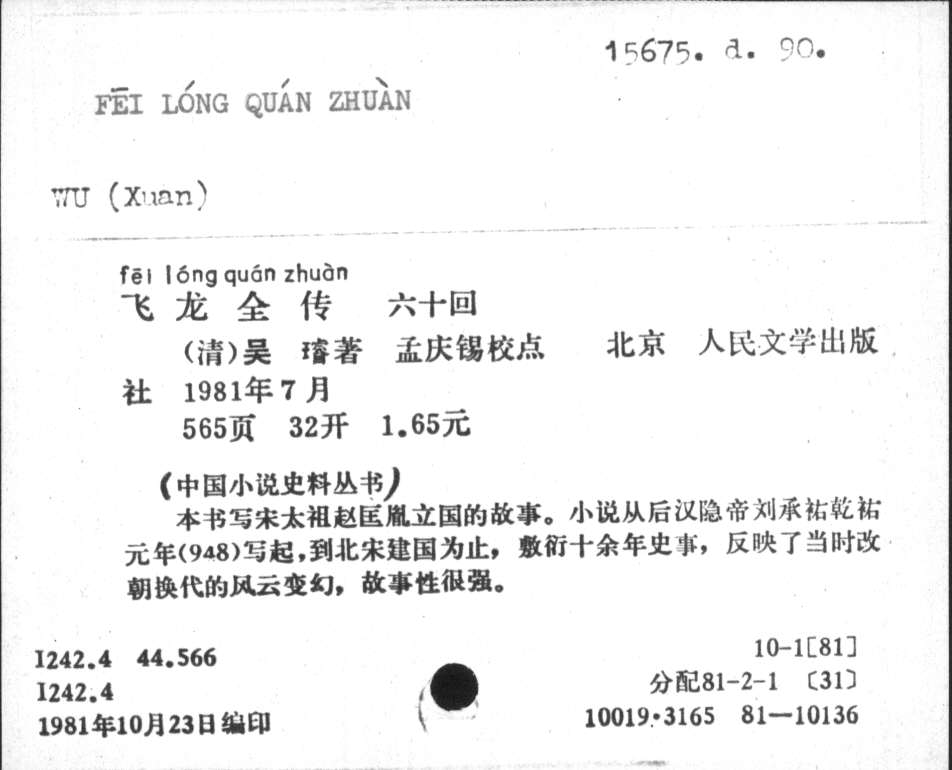 15675. d. 90.
FĒI LÓNG QUÁN ZHUÀN
WU (Xuan)
fēi lóng quán zhuàn
飞 龙 全 传 六十回
(清)吴 璿著 孟庆锡校点 北京 人民文学出版
社 1981年7月
565页 32开 1.65元
(中国小说史料丛书)
本书写宋太祖赵匡胤立国的故事。小说从后汉隐帝刘承祐乾祐
元年(948)写起,到北宋建国为止，敷衍十余年史事，反映了当时改
朝换代的风云变幻，故事性很强。
I242.4 44.566
10-1[81]
I242.4
分配81-2-1 〔31〕
1981年10月23日编印
10019·3165 81—10136